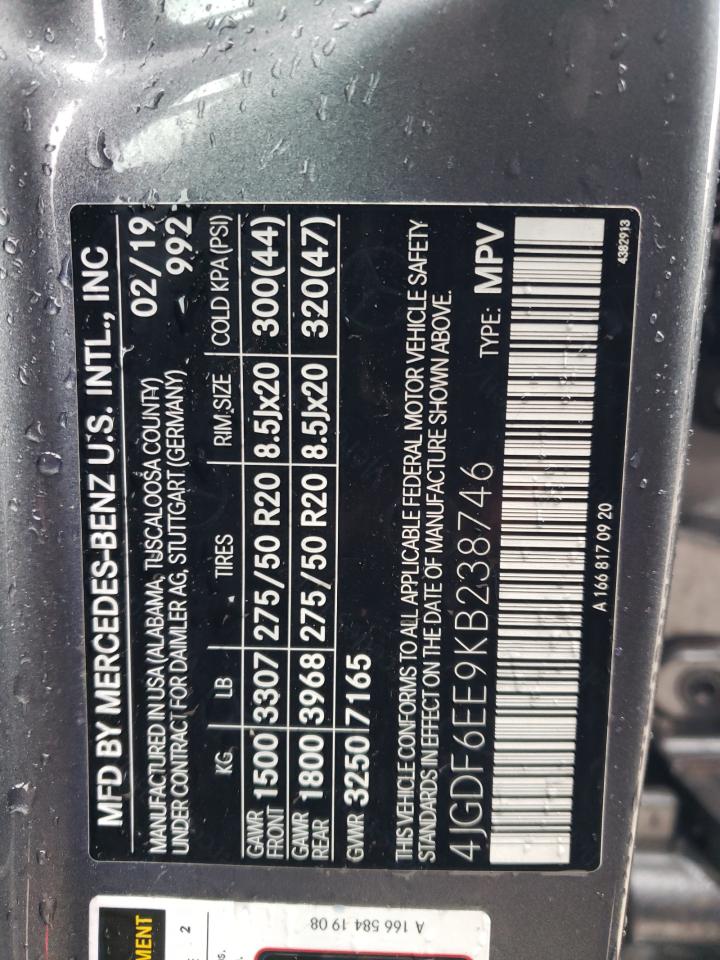 MFD BY MERCEDES-BENZ U.S. INTL., INC
MANUFACTURED IN USA (ALABAMA, TUSCALOOSA COUNTY) 02/19
UNDER CONTRACT FOR DAIMLER AG, STUTTGART (GERMANY) 992
KG LB TIRES RIM SIZE COLD KPA (PSI)
GAWR FRONT 1500 3307 275/50 R20 8.5Jx20 300(44)
GAWR REAR 1800 3968 275/50 R20 8.5Jx20 320(47)
GVWR 3250 7165
THIS VEHICLE CONFORMS TO ALL APPLICABLE FEDERAL MOTOR VEHICLE SAFETY
STANDARDS IN EFFECT ON THE DATE OF MANUFACTURE SHOWN ABOVE.
4JGDF6EE9KB238746 TYPE: MPV
A 166 817 09 20 4382913
A 166 584 19 08
2